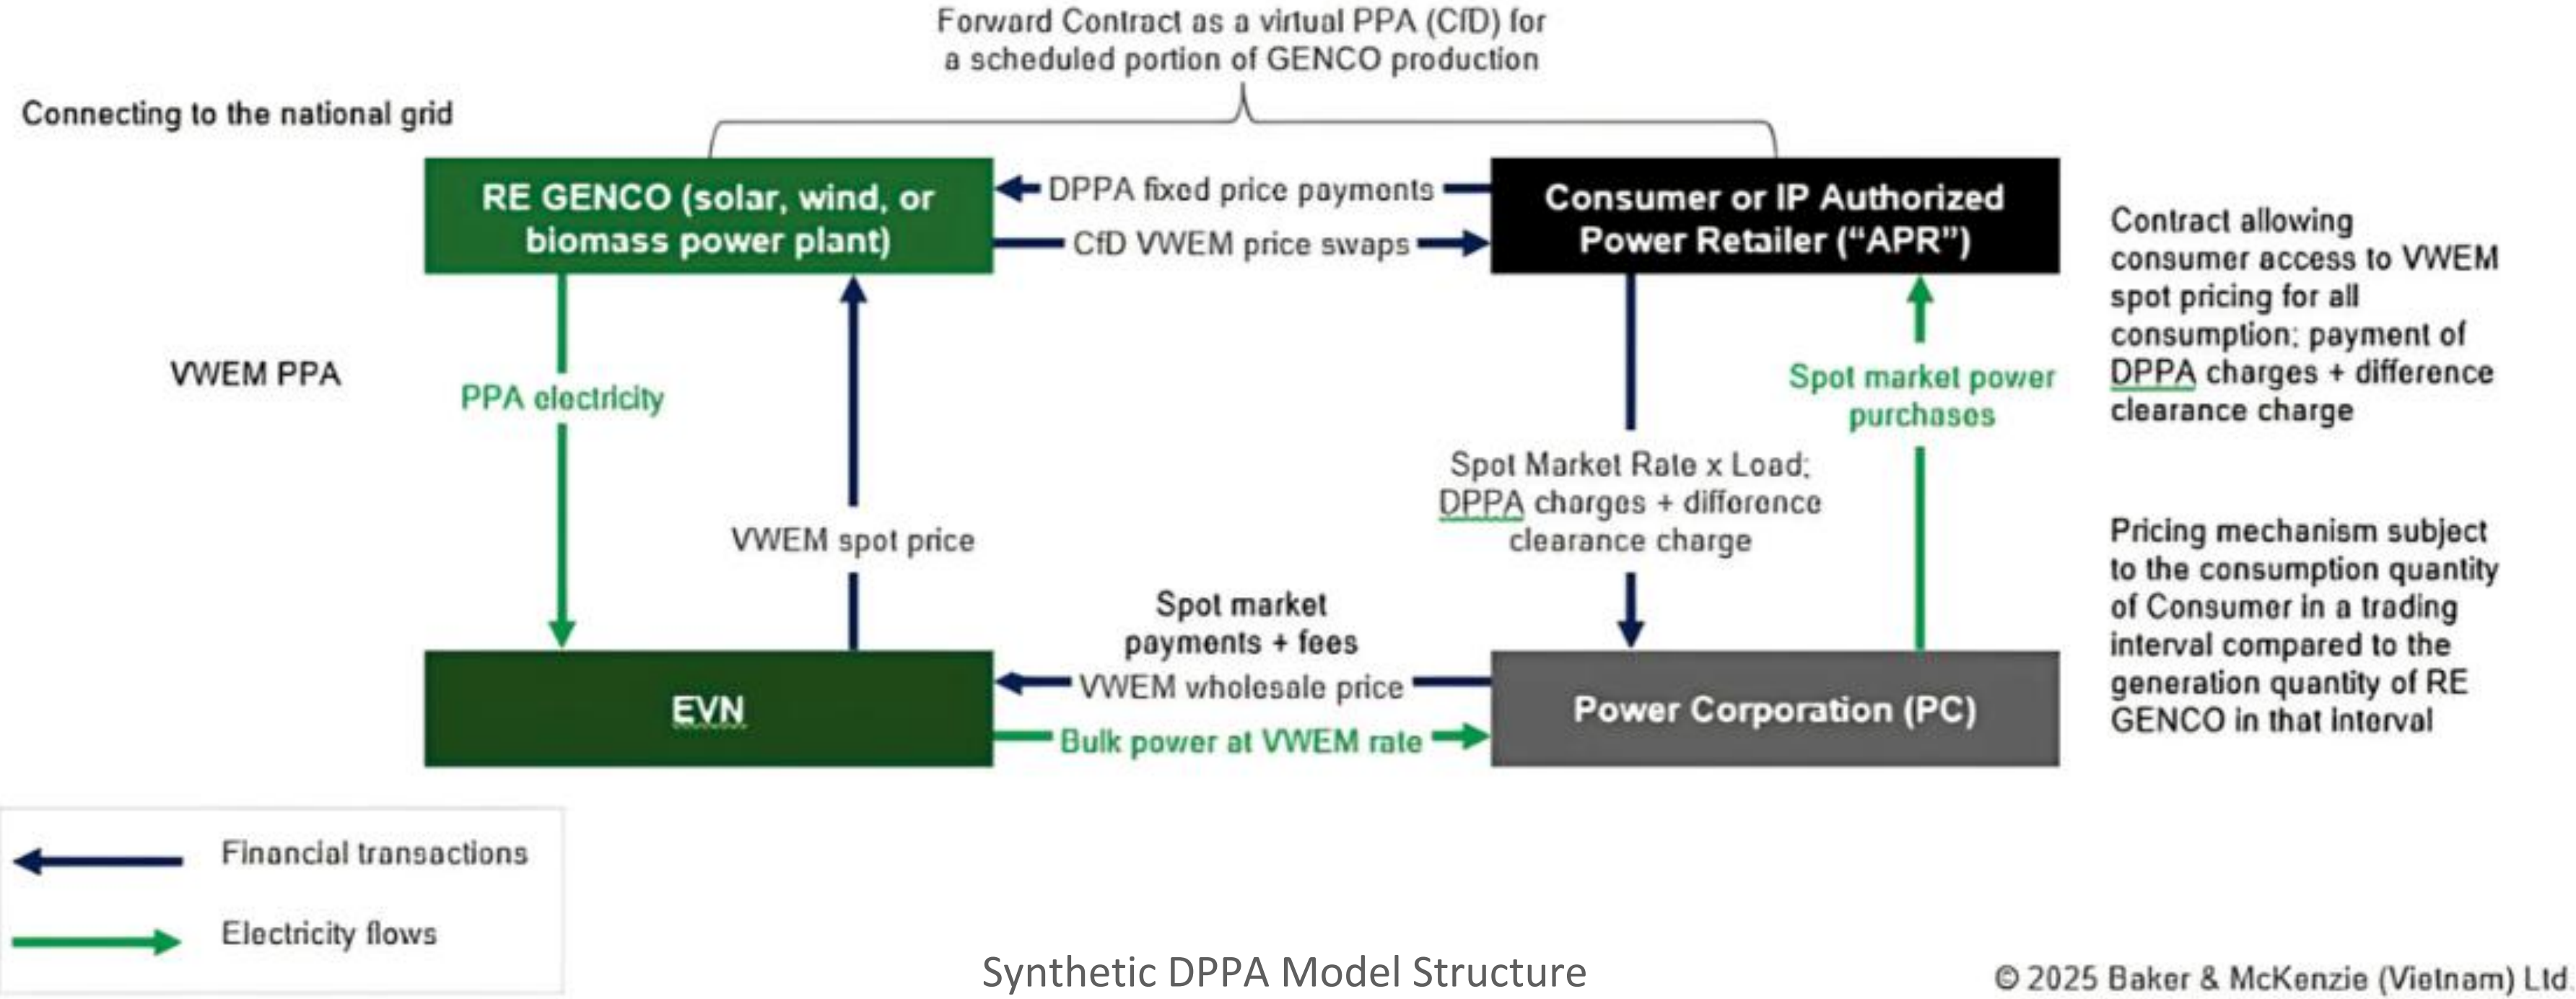 Forward Contract as a virtual PPA (CfD) for
a scheduled portion of GENCO production
Connecting to the national grid
RE GENCO (solar, wind, or
biomass power plant)
DPPA fixed price payments
CfD VWEM price swaps
Consumer or IP Authorized
Power Retailer (“APR”)
Contract allowing
consumer access to VWEM
spot pricing for all
consumption; payment of
DPPA charges + difference
clearance charge
VWEM PPA
PPA electricity
VWEM spot price
Spot Market Rate x Load;
DPPA charges + difference
clearance charge
Spot market power
purchases
Pricing mechanism subject
to the consumption quantity
of Consumer in a trading
interval compared to the
generation quantity of RE
GENCO in that interval
Spot market
payments + fees
VWEM wholesale price
Bulk power at VWEM rate
EVN
Power Corporation (PC)
Financial transactions
Electricity flows
Synthetic DPPA Model Structure
© 2025 Baker & McKenzie (Vietnam) Ltd.